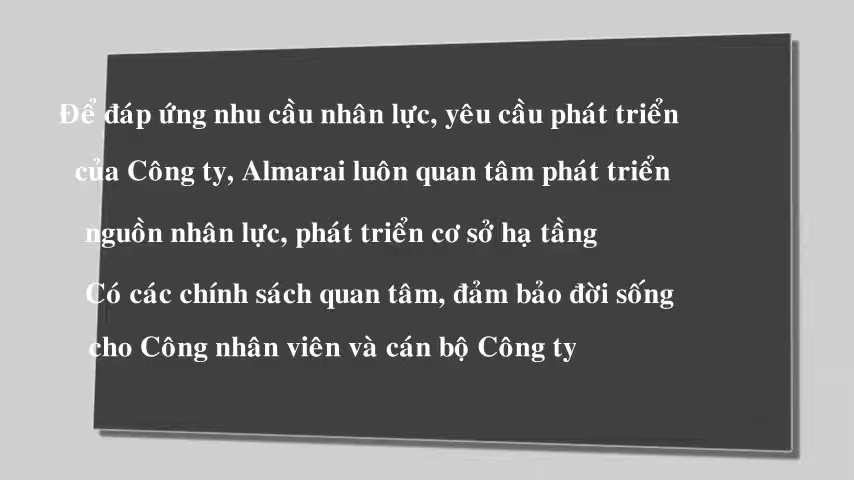 Để đáp ứng nhu cầu nhân lực, yêu cầu phát triển
của Công ty, Almarai luôn quan tâm phát triển
nguồn nhân lực, phát triển cơ sở hạ tầng
Có các chính sách quan tâm, đảm bảo đời sống
cho Công nhân viên và cán bộ Công ty